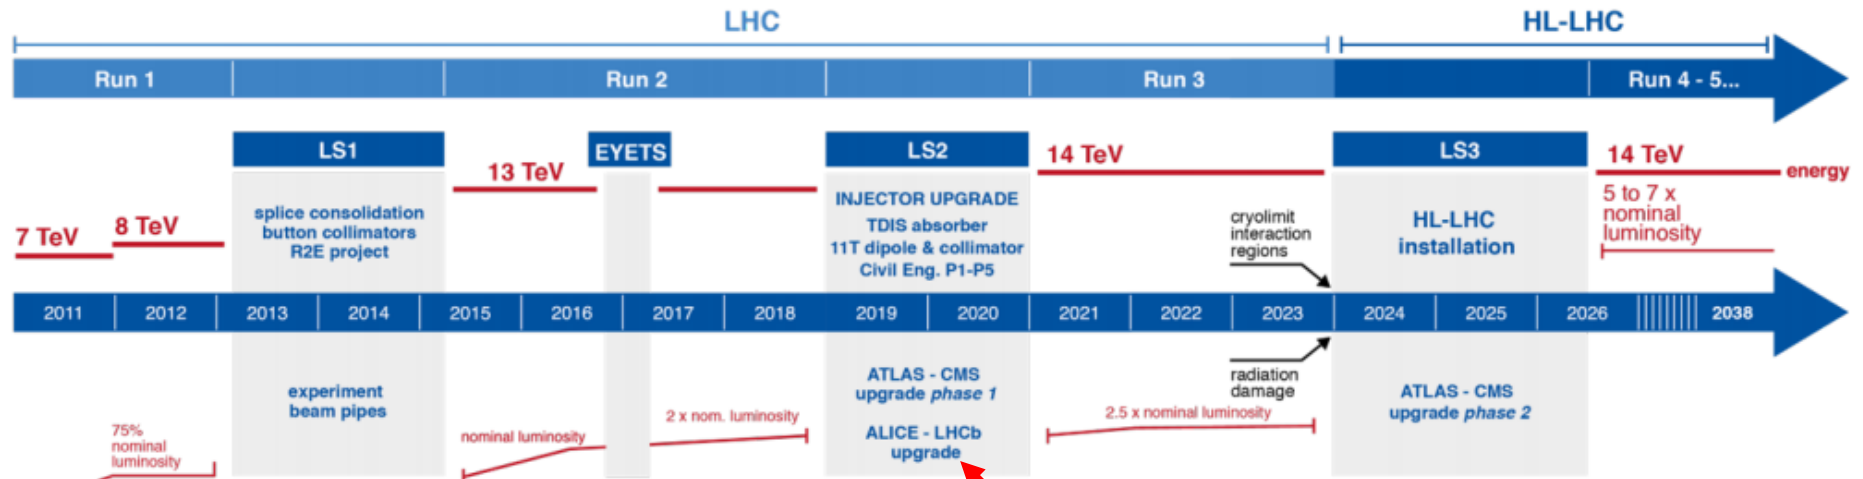 LHC
HL-LHC
Run 1
Run 2
Run 3
Run 4 - 5...
LS1
EYETS
LS2
LS3
13 TeV
14 TeV
14 TeV
energy
7 TeV
8 TeV
splice consolidation
button collimators
R2E project
INJECTOR UPGRADE
TDIS absorber
11T dipole & collimator
Civil Eng. P1-P5
cryolimit
interaction
regions
HL-LHC
installation
5 to 7 x
nominal
luminosity
2011
2012
2013
2014
2015
2016
2017
2018
2019
2020
2021
2022
2023
2024
2025
2026
2038
75%
nominal
luminosity
experiment
beam pipes
nominal luminosity
2 x nom. luminosity
ATLAS - CMS
upgrade phase 1
ALICE - LHCb
upgrade
2.5 x nominal luminosity
radiation
damage
ATLAS - CMS
upgrade phase 2